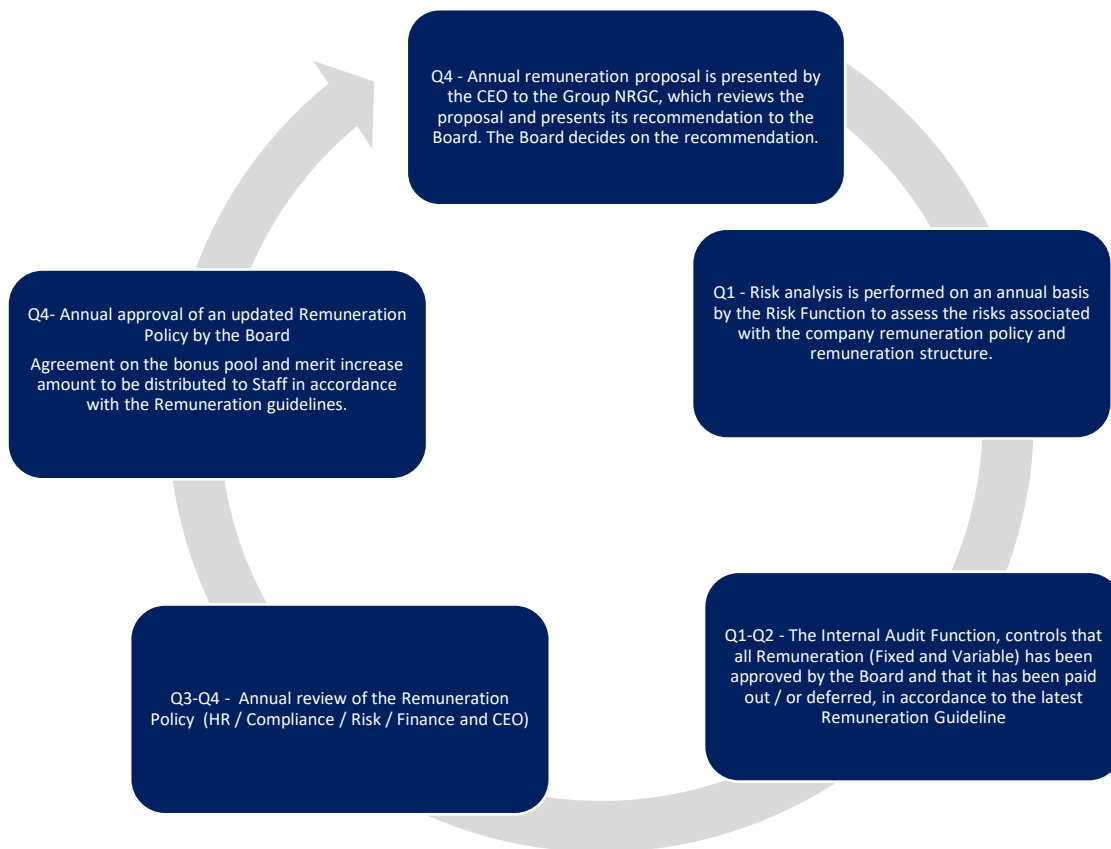 Q4 - Annual remuneration proposal is presented by
the CEO to the Group NRGC, which reviews the
proposal and presents its recommendation to the
Board. The Board decides on the recommendation.
Q1 - Risk analysis is performed on an annual basis
by the Risk Function to assess the risks associated
with the company remuneration policy and
remuneration structure.
Q1-Q2 - The Internal Audit Function, controls that
all Remuneration (Fixed and Variable) has been
approved by the Board and that it has been paid
out / or deferred, in accordance to the latest
Remuneration Guideline
Q3-Q4 - Annual review of the Remuneration
Policy (HR / Compliance / Risk / Finance and CEO)
Q4- Annual approval of an updated Remuneration
Policy by the Board
Agreement on the bonus pool and merit increase
amount to be distributed to Staff in accordance
with the Remuneration guidelines.